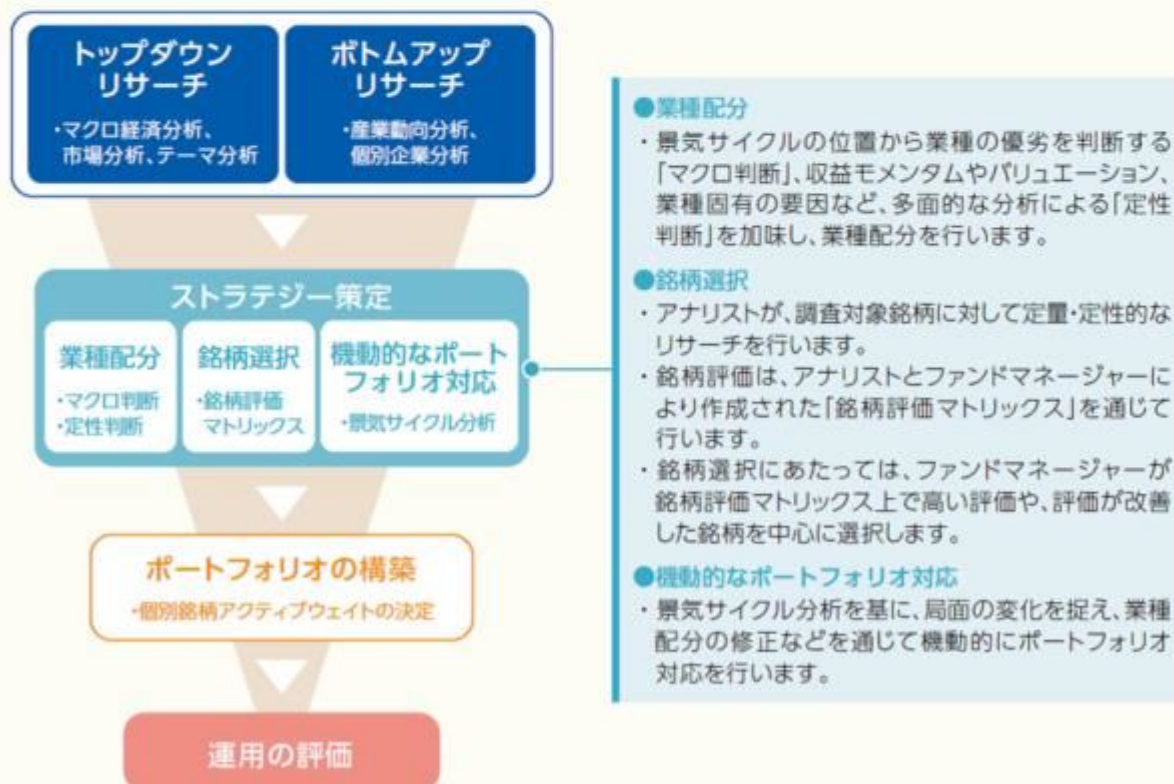 トップダウン
リサーチ
・マクロ経済分析、
市場分析、テーマ分析
ボトムアップ
リサーチ
・産業動向分析、
個別企業分析
ストラテジー策定
業種配分
・マクロ判断
・定性判断
銘柄選択
・銘柄評価
マトリックス
機動的なポート
フォリオ対応
・景気サイクル分析
ポートフォリオの構築
・個別銘柄アクティブウェイトの決定
運用の評価
●業種配分
・景気サイクルの位置から業種の優劣を判断する
「マクロ判断」、収益モメンタムやバリュエーション、
業種固有の要因など、多面的な分析による「定性
判断」を加味し、業種配分を行います。
●銘柄選択
・アナリストが、調査対象銘柄に対して定量・定性的な
リサーチを行います。
・銘柄評価は、アナリストとファンドマネージャーに
より作成された「銘柄評価マトリックス」を通じて
行います。
・銘柄選択にあたっては、ファンドマネージャーが
銘柄評価マトリックス上で高い評価や、評価が改善
した銘柄を中心に選択します。
●機動的なポートフォリオ対応
・景気サイクル分析を基に、局面の変化を捉え、業種
配分の修正などを通じて機動的にポートフォリオ
対応を行います。